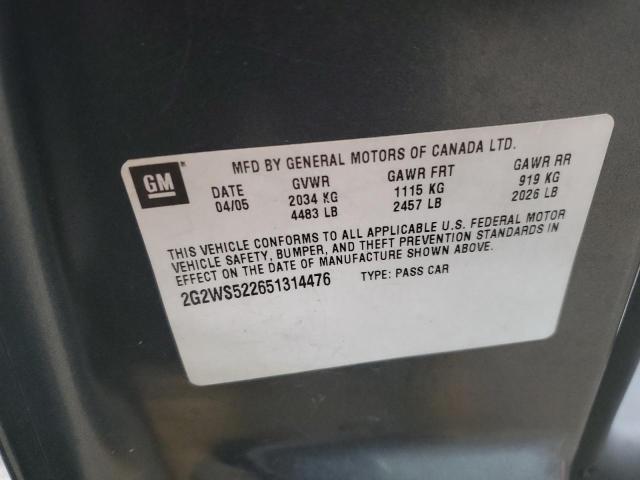 MFD BY GENERAL MOTORS OF CANADA LTD.
GM
DATE GVWR GAWR FRT GAWR RR
04/05 2034 KG 1115 KG 919 KG
4483 LB 2457 LB 2026 LB
THIS VEHICLE CONFORMS TO ALL APPLICABLE U.S. FEDERAL MOTOR
VEHICLE SAFETY, BUMPER, AND THEFT PREVENTION STANDARDS IN
EFFECT ON THE DATE OF MANUFACTURE SHOWN ABOVE.
2G2WS522651314476 TYPE: PASS CAR